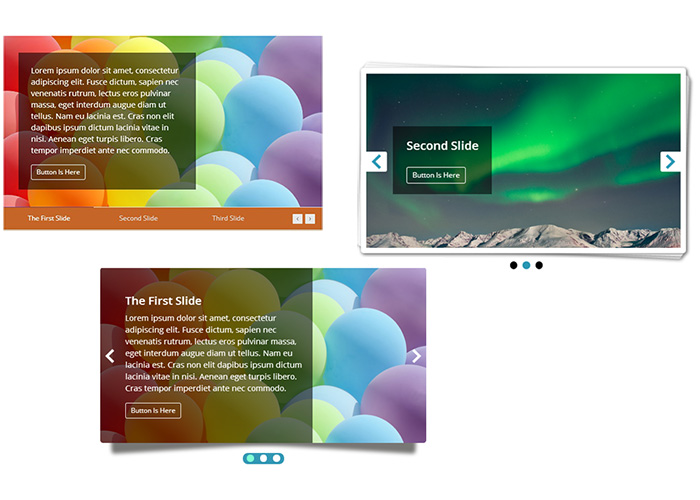 Lorem ipsum dolor sit amet, consectetur
adipiscing elit. Fusce dictum, sapien nec
venenatis rutrum, lectus eros pulvinar
massa, eget interdum augue diam ut
tellus. Nam eu lacinia est. Cras non
dapibus ipsum dictum lacinia vitae in
nisi. Aenean eget turpis libero. Cras
tempor imperdiet ante nec commodo.
Button Is Here
The First Slide
Second Slide
Third Slide
Second Slide
Button Is Here
The First Slide
Lorem ipsum dolor sit amet, consectetur
adipiscing elit. Fusce dictum, sapien nec
venenatis rutrum, lectus eros pulvinar massa,
eget interdum augue diam ut tellus. Nam eu
lacinia est. Cras non dapibus ipsum dictum
lacinia vitae in nisi. Aenean eget turpis libero.
Cras tempor imperdiet ante nec commodo.
Button Is Here